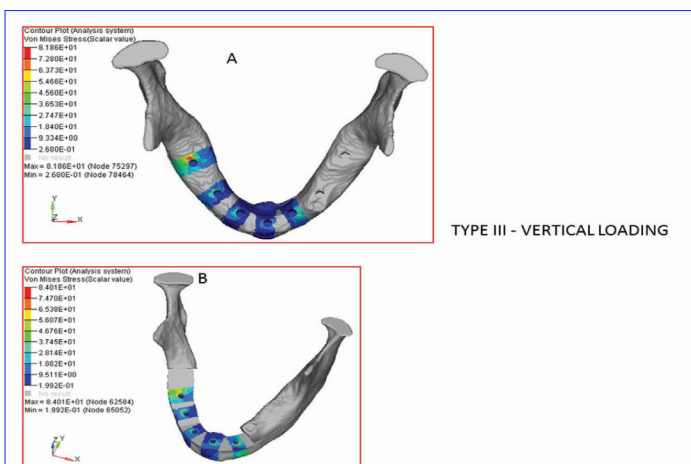 Contour Plot (Analysis system)
Von Mises Stress(Scalar value)
8.186E+01
7.280E+01
6.373E+01
5.466E+01
4.560E+01
3.653E+01
2.747E+01
1.840E+01
9.334E+00
2.680E-01
No result
Max = 8.186E+01 (Node 75297)
Min = 2.680E-01 (Node 78464)
A
Y
Z
X
TYPE III - VERTICAL LOADING
Contour Plot (Analysis system)
Von Mises Stress(Scalar value)
8.401E+01
7.470E+01
6.538E+01
5.607E+01
4.676E+01
3.745E+01
2.814E+01
1.882E+01
9.511E+00
1.992E-01
No result
Max = 8.401E+01 (Node 62584)
Min = 1.992E-01 (Node 65052)
B
Z
Y
X